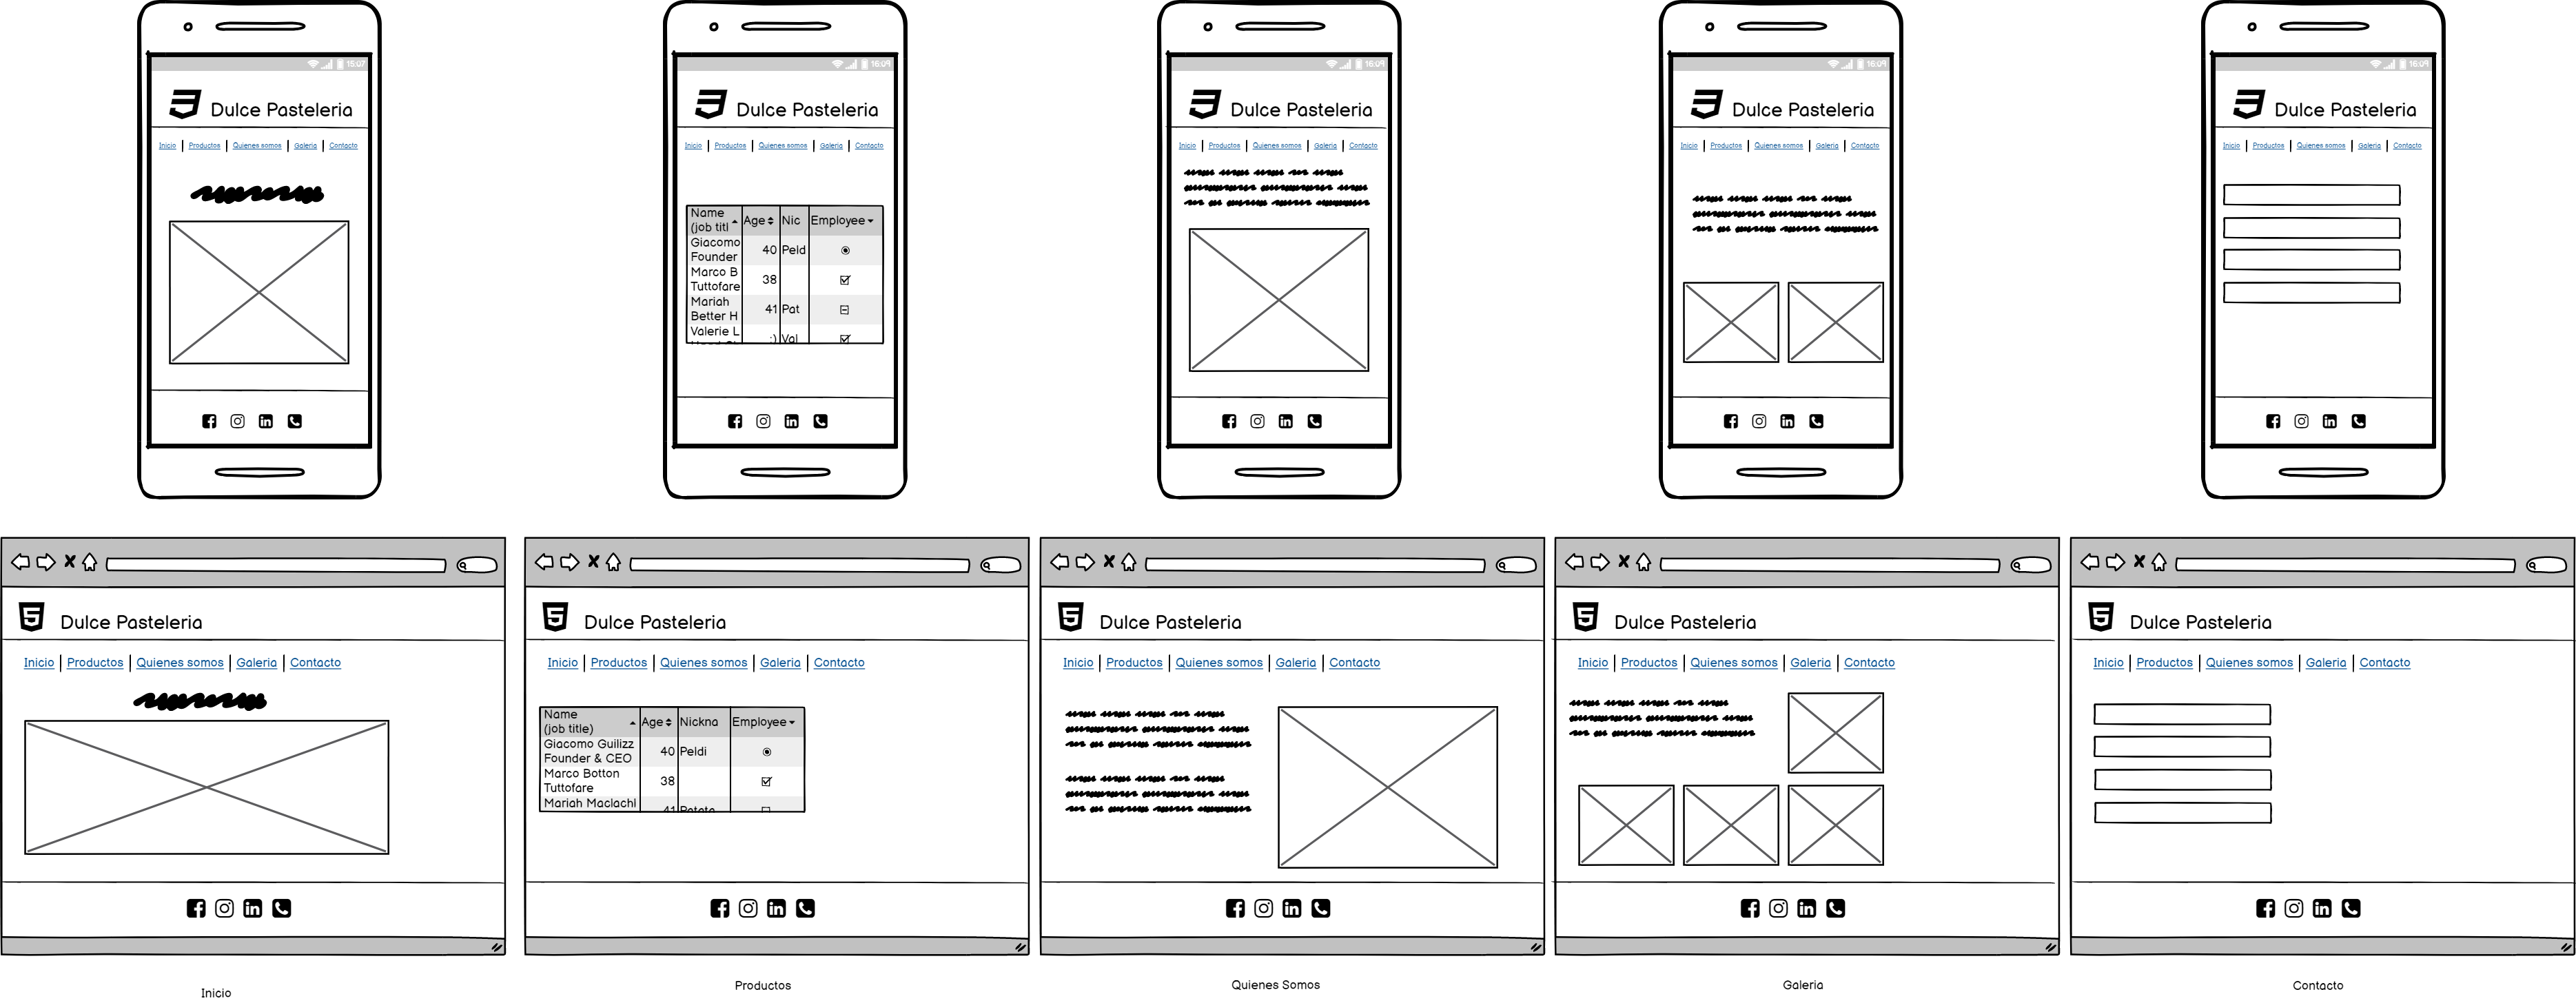 15:07
Dulce Pasteleria
Inicio | Productos | Quienes somos | Galeria | Contacto
16:09
Dulce Pasteleria
Inicio | Productos | Quienes somos | Galeria | Contacto
Name Age Nic Employee
(job titl
Giacomo 40 Peld
Founder
Marco B 38
Tuttofare
Mariah 41 Pat
Better H
Valerie L :) Val
16:09
Dulce Pasteleria
Inicio | Productos | Quienes somos | Galeria | Contacto
16:09
Dulce Pasteleria
Inicio | Productos | Quienes somos | Galeria | Contacto
16:09
Dulce Pasteleria
Inicio | Productos | Quienes somos | Galeria | Contacto
5 Dulce Pasteleria
Inicio | Productos | Quienes somos | Galeria | Contacto
Inicio
5 Dulce Pasteleria
Inicio | Productos | Quienes somos | Galeria | Contacto
Name Age Nickna Employee
(job title)
Giacomo Guilizz 40 Peldi
Founder & CEO
Marco Botton 38
Tuttofare
Mariah Maclachl 41 Patata
Productos
5 Dulce Pasteleria
Inicio | Productos | Quienes somos | Galeria | Contacto
Quienes Somos
5 Dulce Pasteleria
Inicio | Productos | Quienes somos | Galeria | Contacto
Galeria
5 Dulce Pasteleria
Inicio | Productos | Quienes somos | Galeria | Contacto
Contacto